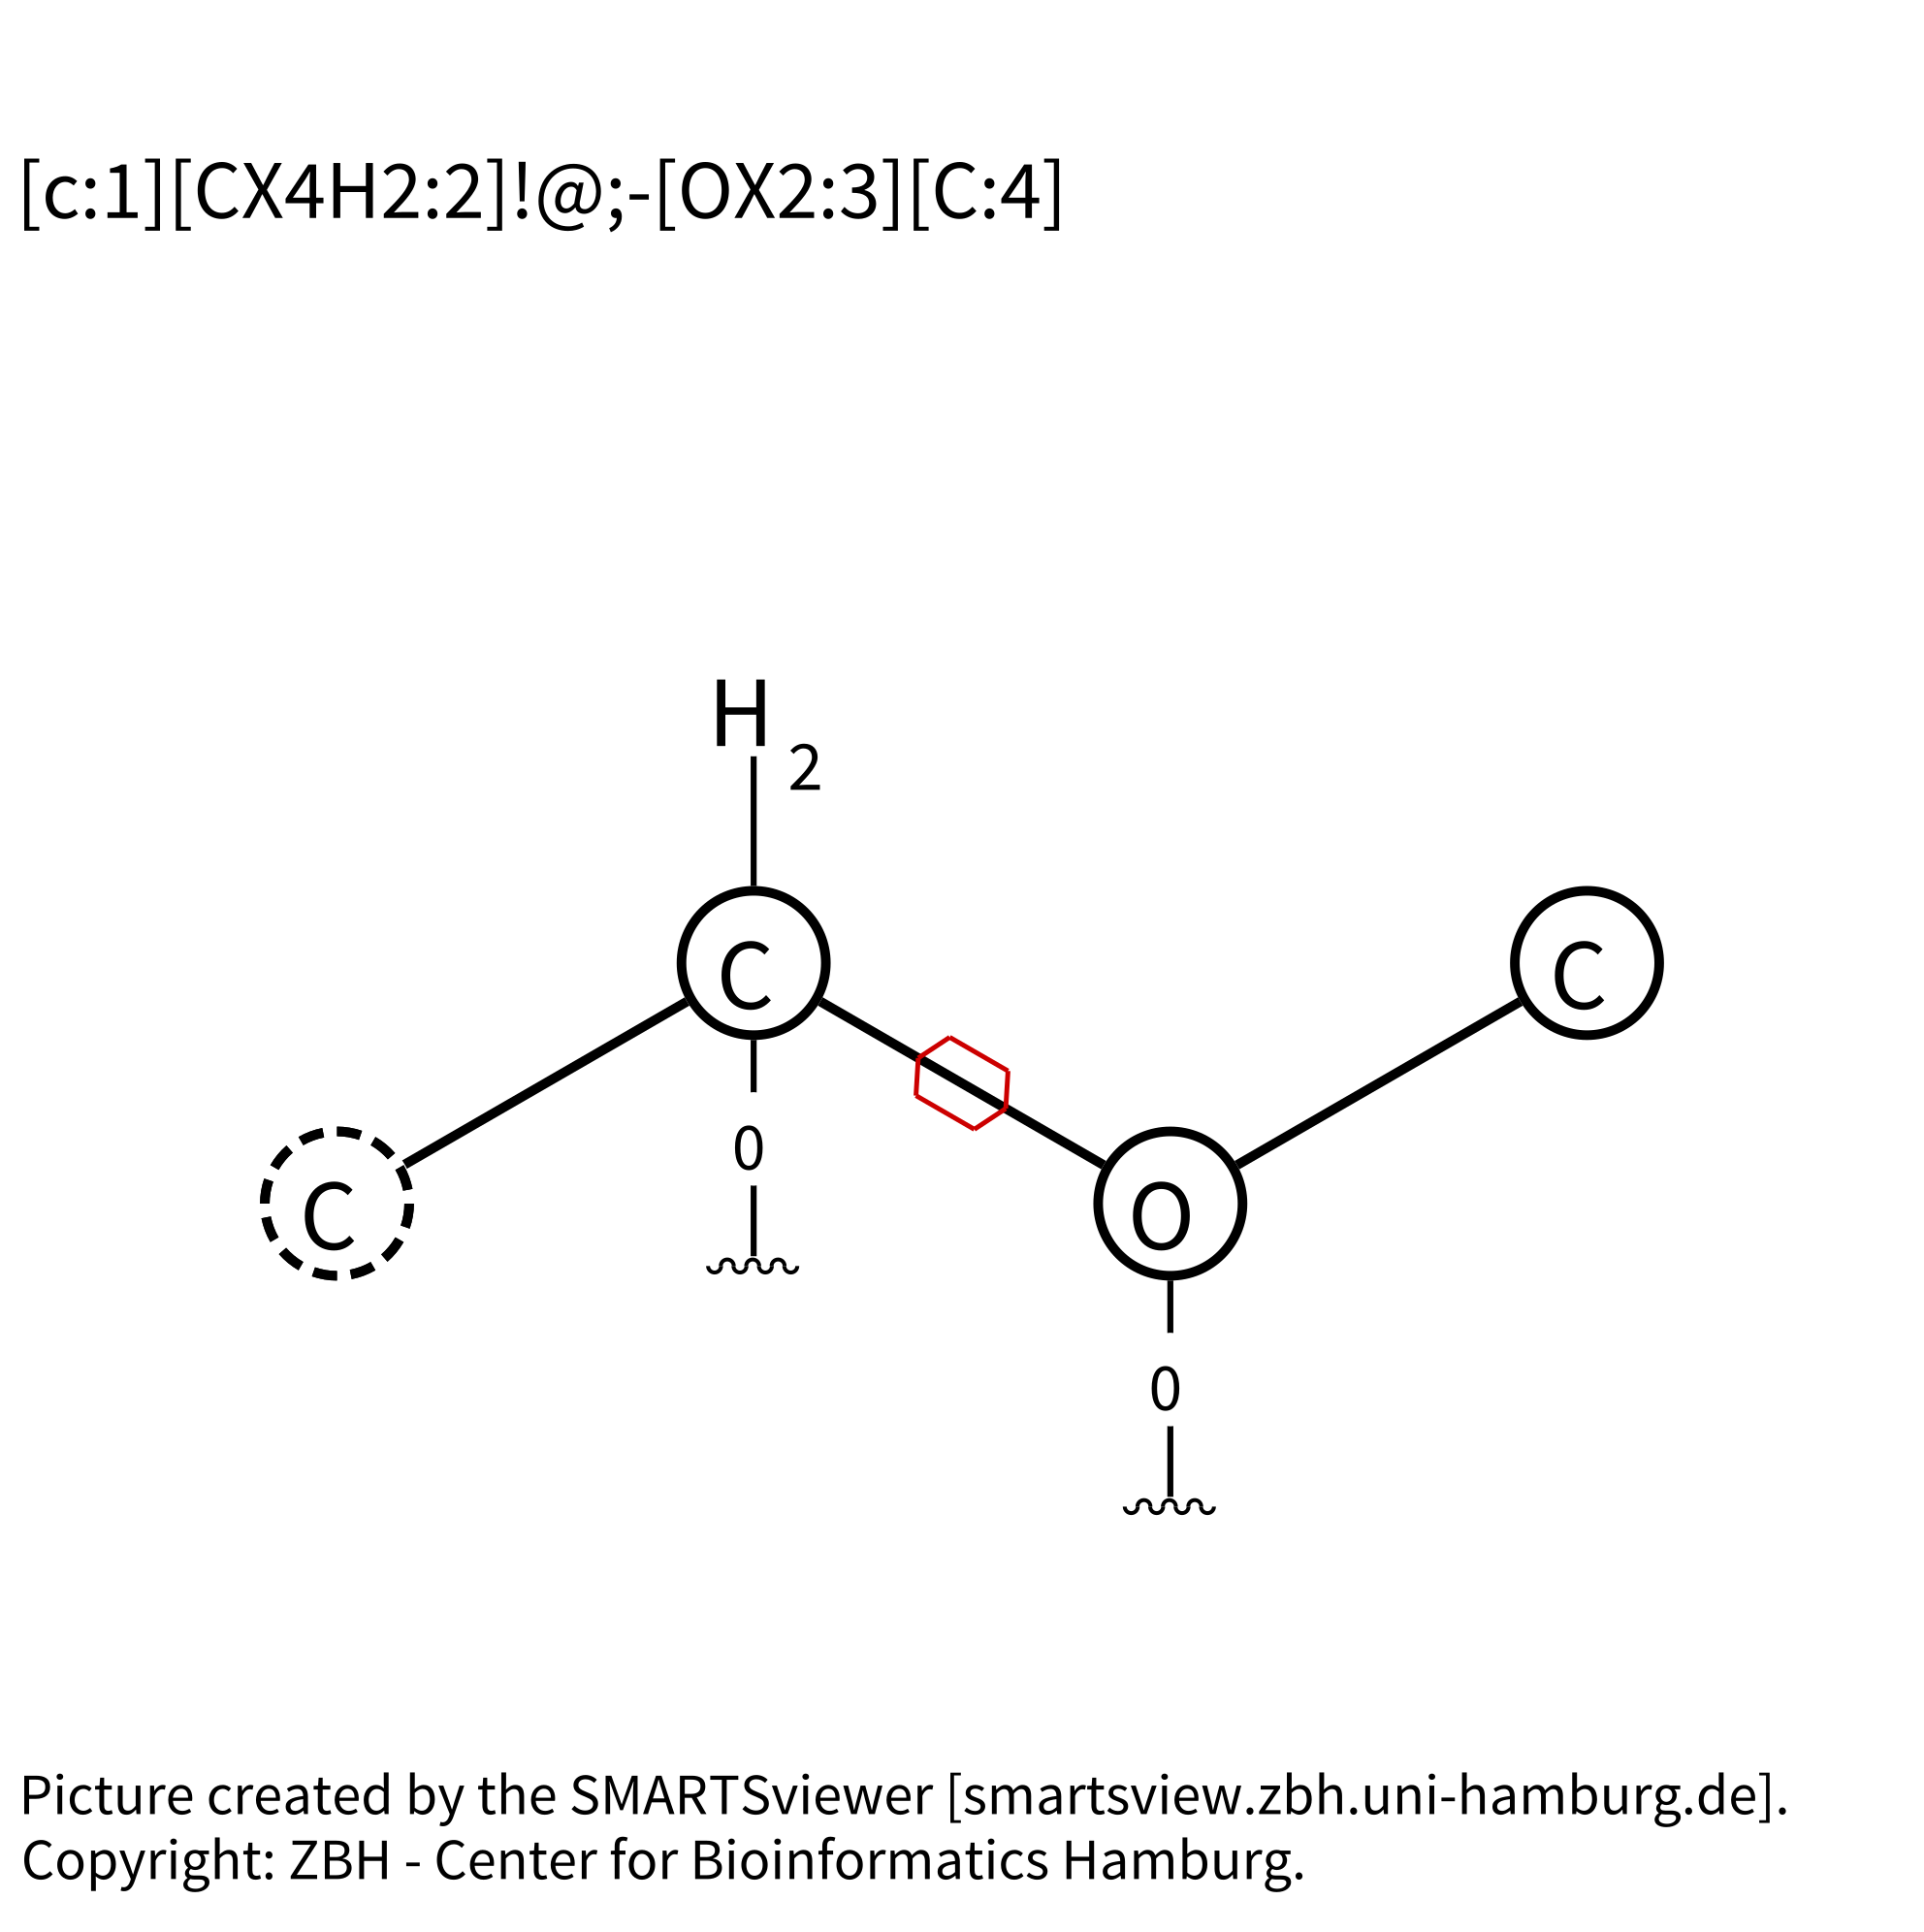 [c:1][CX4H2:2]!@;-[OX2:3][C:4]
H2
C C
0
C O
0
Picture created by the SMARTSviewer [smartsview.zbh.uni-hamburg.de].
Copyright: ZBH - Center for Bioinformatics Hamburg.